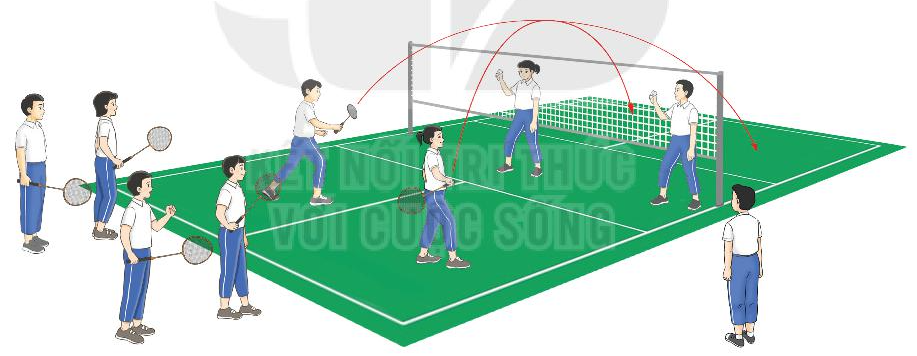 KẾT NỐI TRI THỨC
VỚI CUỘC SỐNG